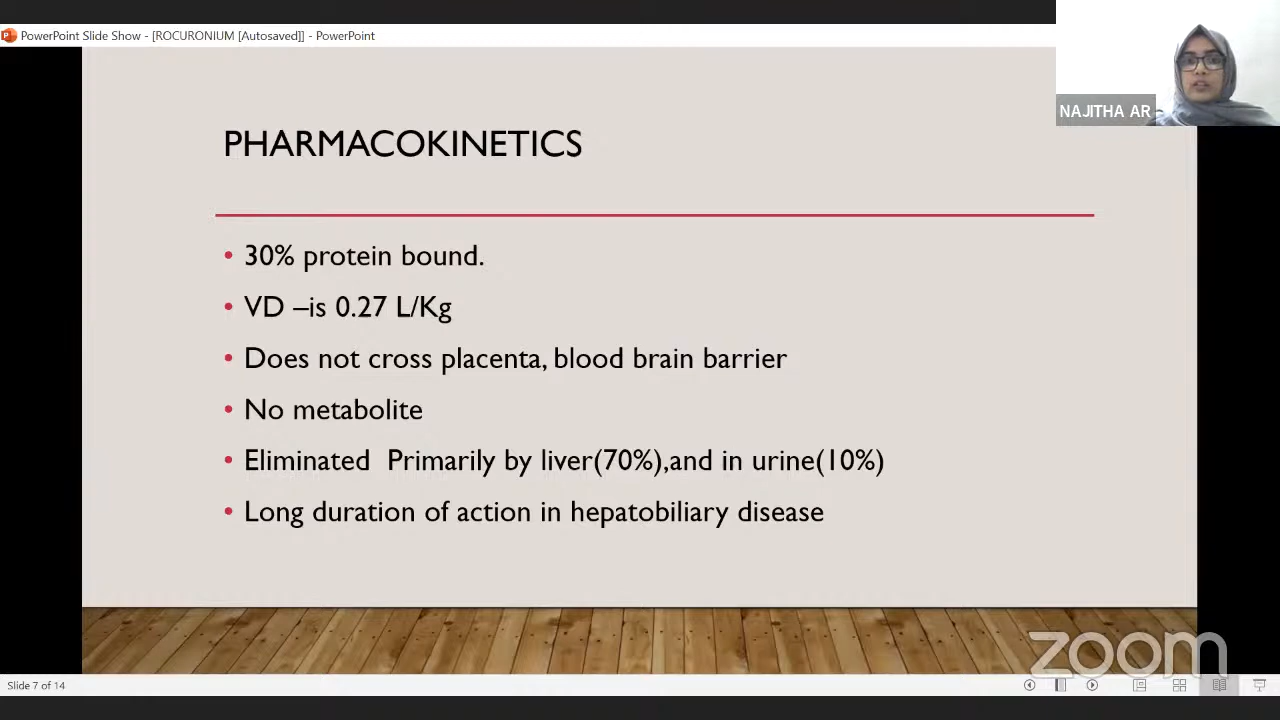 PowerPoint Slide Show - [ROCURONIUM [Autosaved]] - PowerPoint
NAJITHA AR
PHARMACOKINETICS
• 30% protein bound.
• VD –is 0.27 L/Kg
• Does not cross placenta, blood brain barrier
• No metabolite
• Eliminated  Primarily by liver(70%),and in urine(10%)
• Long duration of action in hepatobiliary disease
zoom
Slide 7 of 14